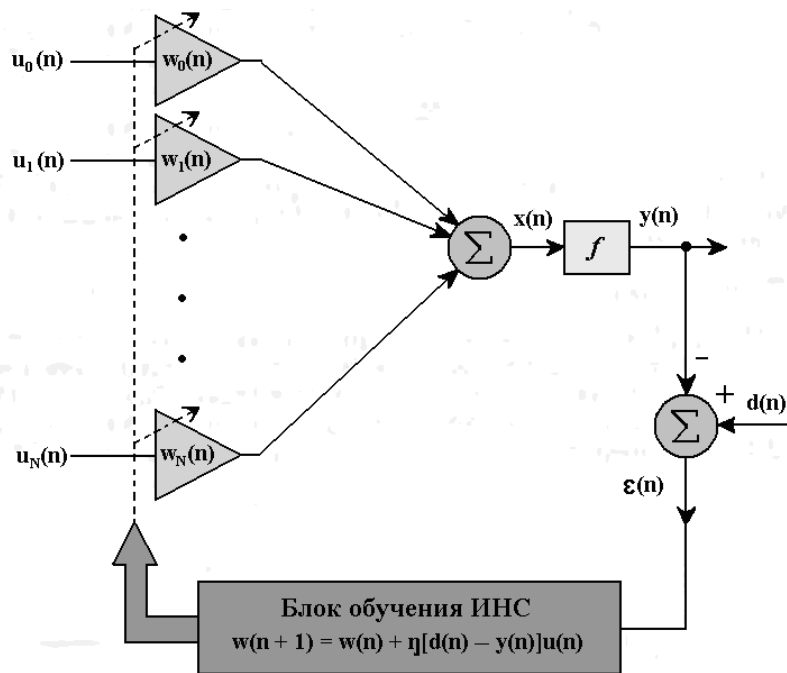 u₀(n)
w₀(n)
u₁(n)
w₁(n)
x(n)
y(n)
Σ
f
−
+
d(n)
Σ
u_N(n)
w_N(n)
ε(n)
Блок обучения ИНС
w(n + 1) = w(n) + η[d(n) – y(n)]u(n)